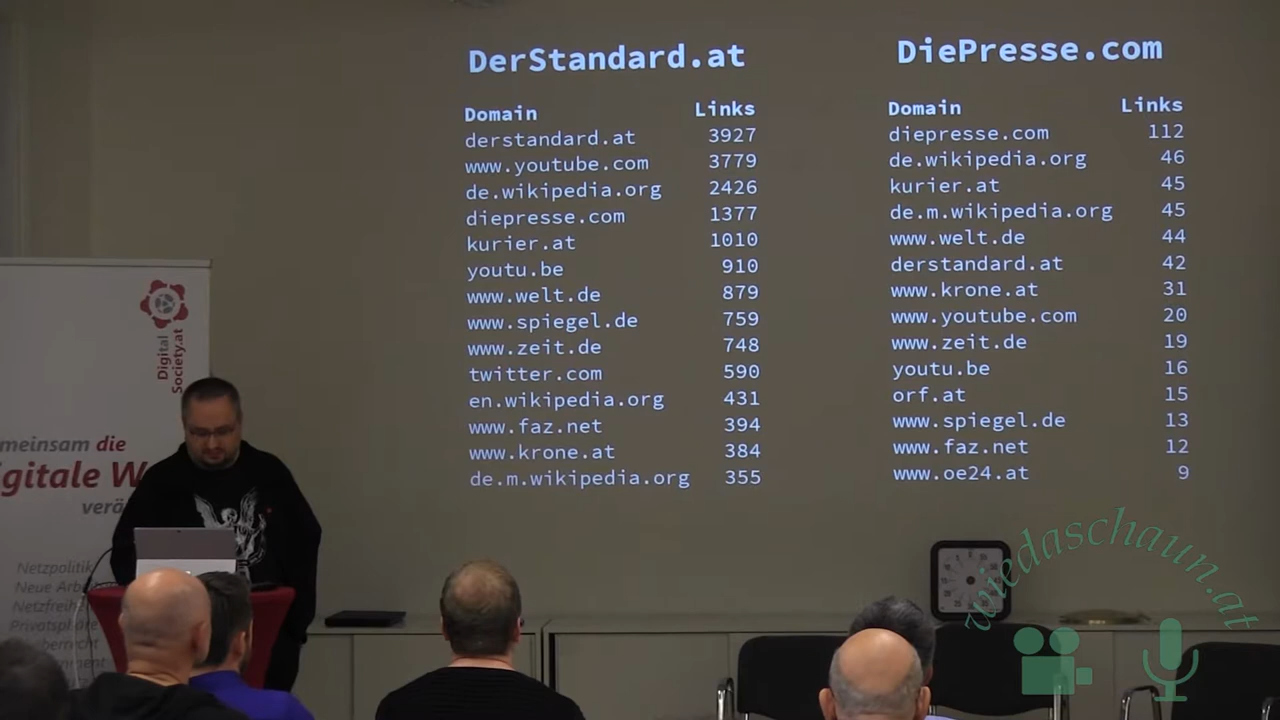 DerStandard.at
Domain Links
derstandard.at 3927
www.youtube.com 3779
de.wikipedia.org 2426
diepresse.com 1377
kurier.at 1010
youtu.be 910
www.welt.de 879
www.spiegel.de 759
www.zeit.de 748
twitter.com 590
en.wikipedia.org 431
www.faz.net 394
www.krone.at 384
de.m.wikipedia.org 355
DiePresse.com
Domain Links
diepresse.com 112
de.wikipedia.org 46
kurier.at 45
de.m.wikipedia.org 45
www.welt.de 44
derstandard.at 42
www.krone.at 31
www.youtube.com 20
www.zeit.de 19
youtu.be 16
orf.at 15
www.spiegel.de 13
www.faz.net 12
www.oe24.at 9
Digital
Society.at
meinsam die
igitale W
verä
Netzpolitik
Neue Arbe
Netzfreihe
Privatsphäre
wiedaschaun.at